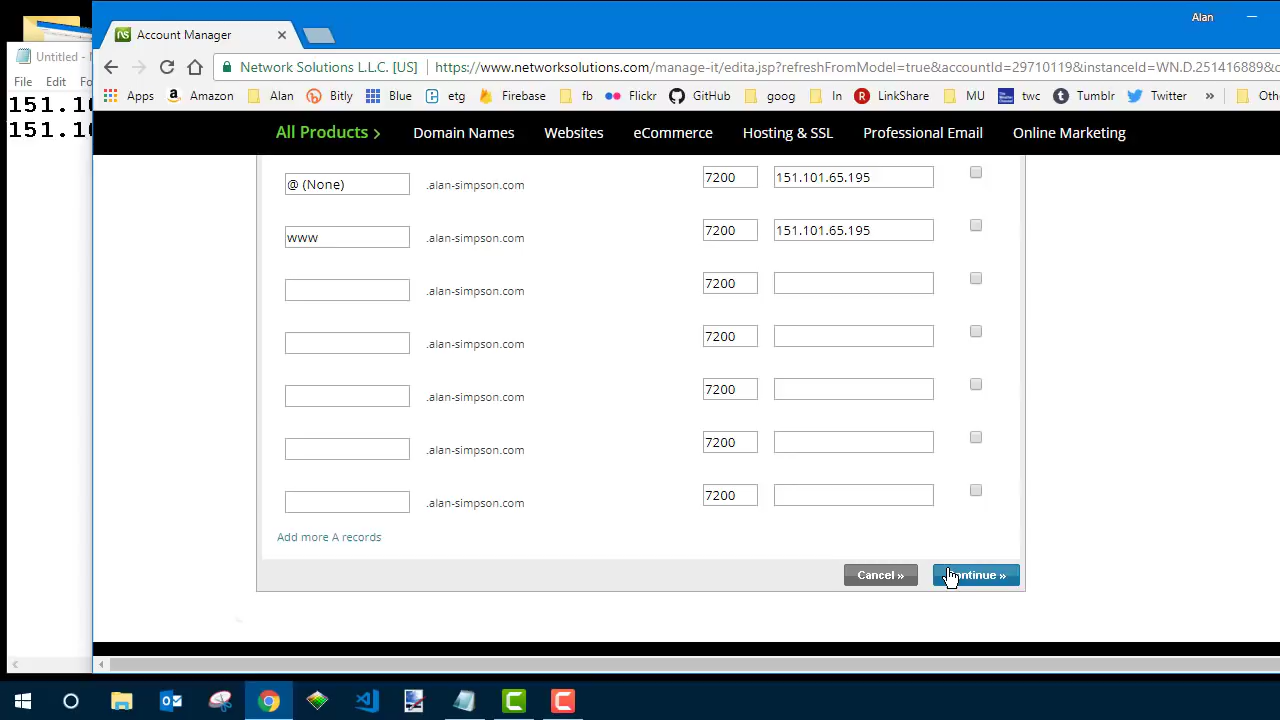 Alan
Account Manager
Untitled -
File Edit Fo
151.10
151.10
Network Solutions L.L.C. [US] https://www.networksolutions.com/manage-it/edita.jsp?refreshFromModel=true&accountId=29710119&instanceId=WN.D.251416889&c
Apps Amazon Alan Bitly Blue etg Firebase fb Flickr GitHub goog In LinkShare MU twc Tumblr Twitter » Oth
All Products > Domain Names Websites eCommerce Hosting & SSL Professional Email Online Marketing
@ (None) .alan-simpson.com 7200 151.101.65.195
www .alan-simpson.com 7200 151.101.65.195
.alan-simpson.com 7200
.alan-simpson.com 7200
.alan-simpson.com 7200
.alan-simpson.com 7200
.alan-simpson.com 7200
Add more A records
Cancel » Continue »